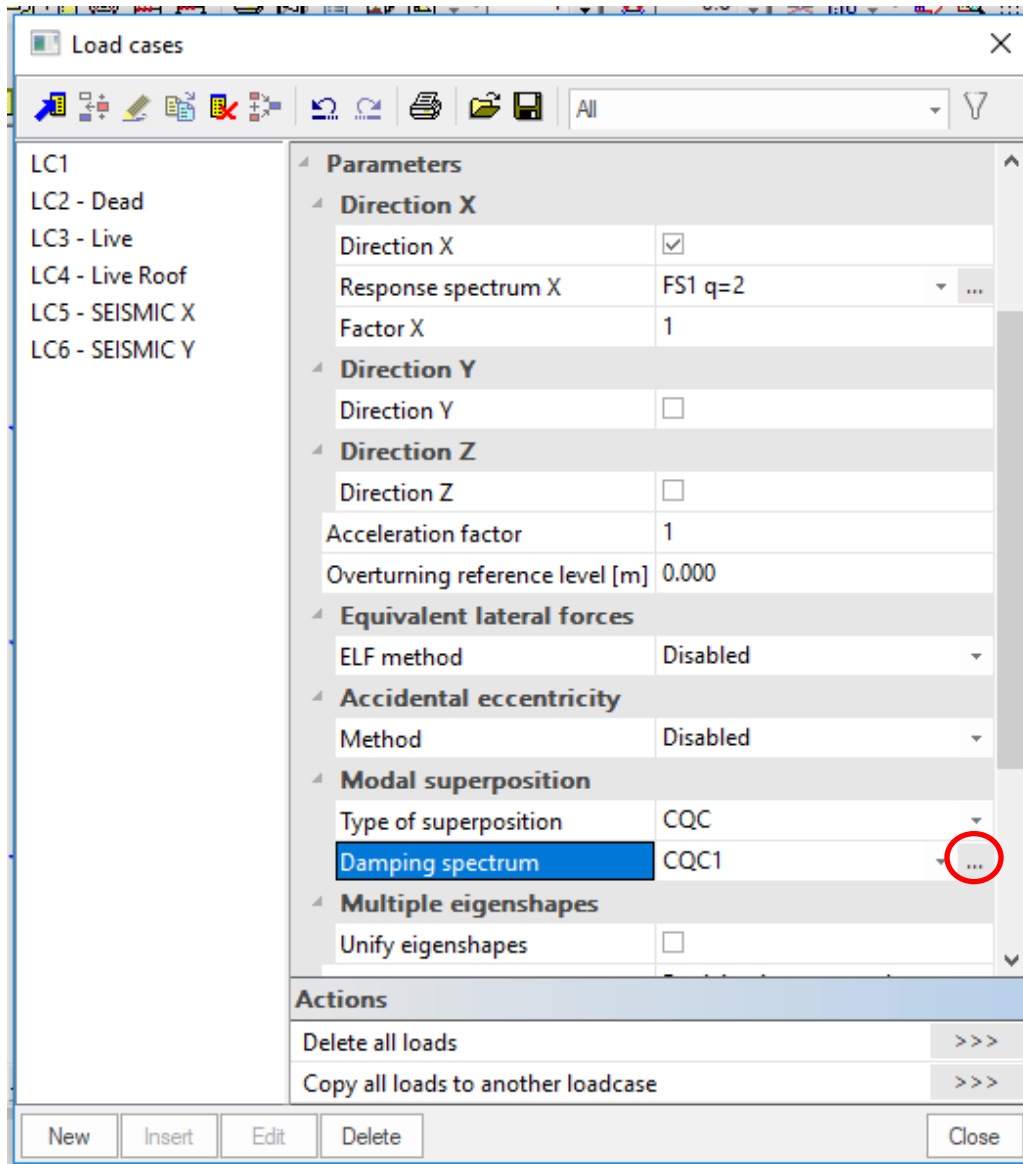 Load cases
All
LC1
LC2 - Dead
LC3 - Live
LC4 - Live Roof
LC5 - SEISMIC X
LC6 - SEISMIC Y
Parameters
Direction X
Direction X
Response spectrum X FS1 q=2 ...
Factor X 1
Direction Y
Direction Y
Direction Z
Direction Z
Acceleration factor 1
Overturning reference level [m] 0.000
Equivalent lateral forces
ELF method Disabled
Accidental eccentricity
Method Disabled
Modal superposition
Type of superposition CQC
Damping spectrum CQC1 ...
Multiple eigenshapes
Unify eigenshapes
Actions
Delete all loads >>>
Copy all loads to another loadcase >>>
New Insert Edit Delete Close